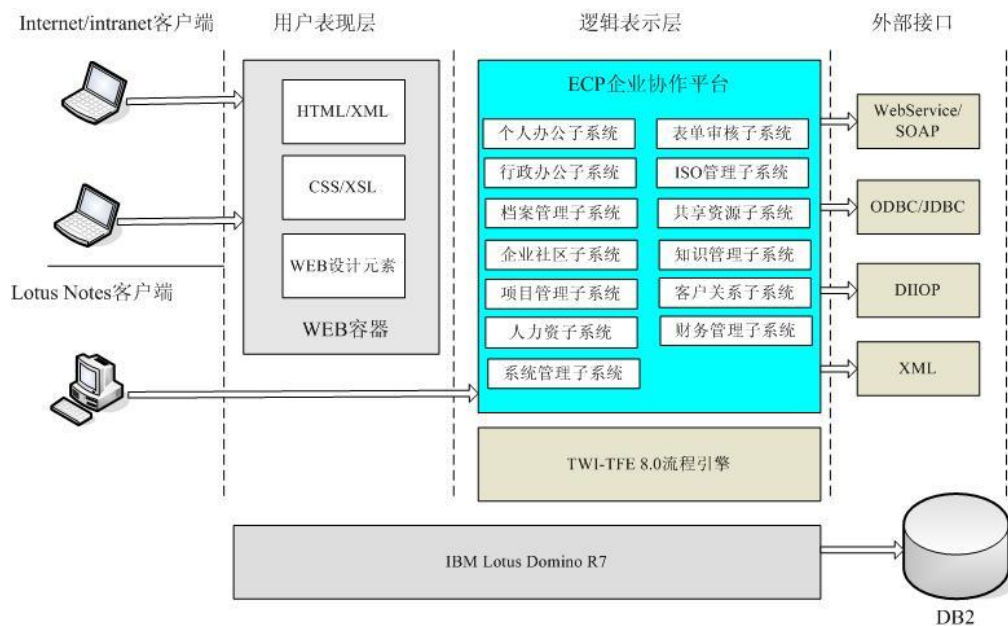 Internet/intranet客户端
用户表现层
逻辑表示层
外部接口
HTML/XML
CSS/XSL
WEB设计元素
WEB容器
Lotus Notes客户端
ECP企业协作平台
个人办公子系统
表单审核子系统
行政办公子系统
ISO管理子系统
档案管理子系统
共享资源子系统
企业社区子系统
知识管理子系统
项目管理子系统
客户关系子系统
人力资子系统
财务管理子系统
系统管理子系统
WebService/
SOAP
ODBC/JDBC
DIIOP
XML
TWI-TFE 8.0流程引擎
IBM Lotus Domino R7
DB2